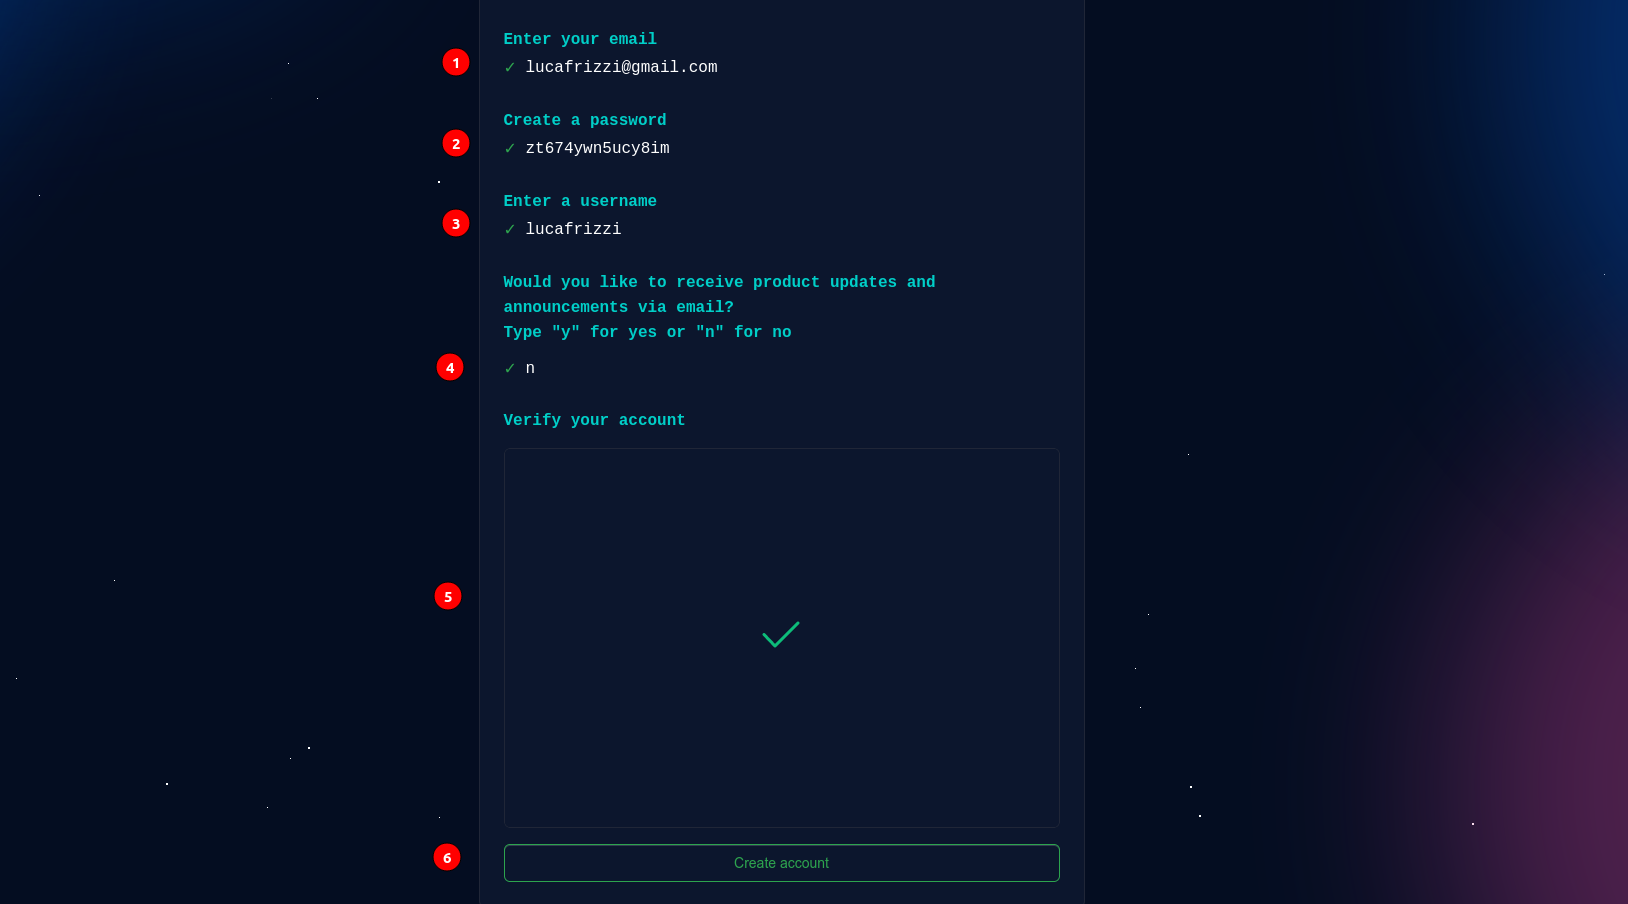 Enter your email
1 ✓ lucafrizzi@gmail.com
Create a password
2 ✓ zt674ywn5ucy8im
Enter a username
3 ✓ lucafrizzi
Would you like to receive product updates and
announcements via email?
Type "y" for yes or "n" for no
4 ✓ n
Verify your account
5
6 Create account